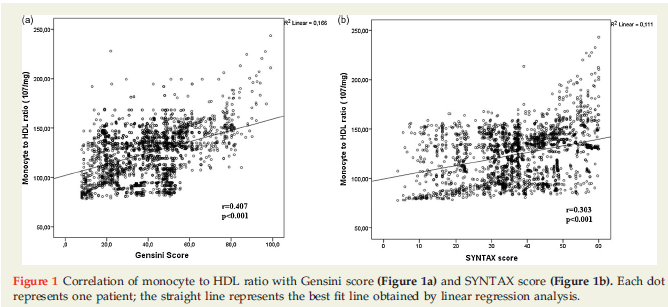 (a)
R² Linear = 0,166
250,00
200,00
150,00
100,00
50,00
Monocyte to HDL ratio ( 107/mg)
r=0.407
p<0.001
,0
20,0
40,0
60,0
80,0
100,0
Gensini Score
(b)
R² Linear = 0,111
250,00
200,00
150,00
100,00
50,00
Monocyte to HDL ratio ( 107/mg)
r=0.303
p<0.001
0
10
20
30
40
50
60
SYNTAX score
Figure 1 Correlation of monocyte to HDL ratio with Gensini score (Figure 1a) and SYNTAX score (Figure 1b). Each dot
represents one patient; the straight line represents the best fit line obtained by linear regression analysis.